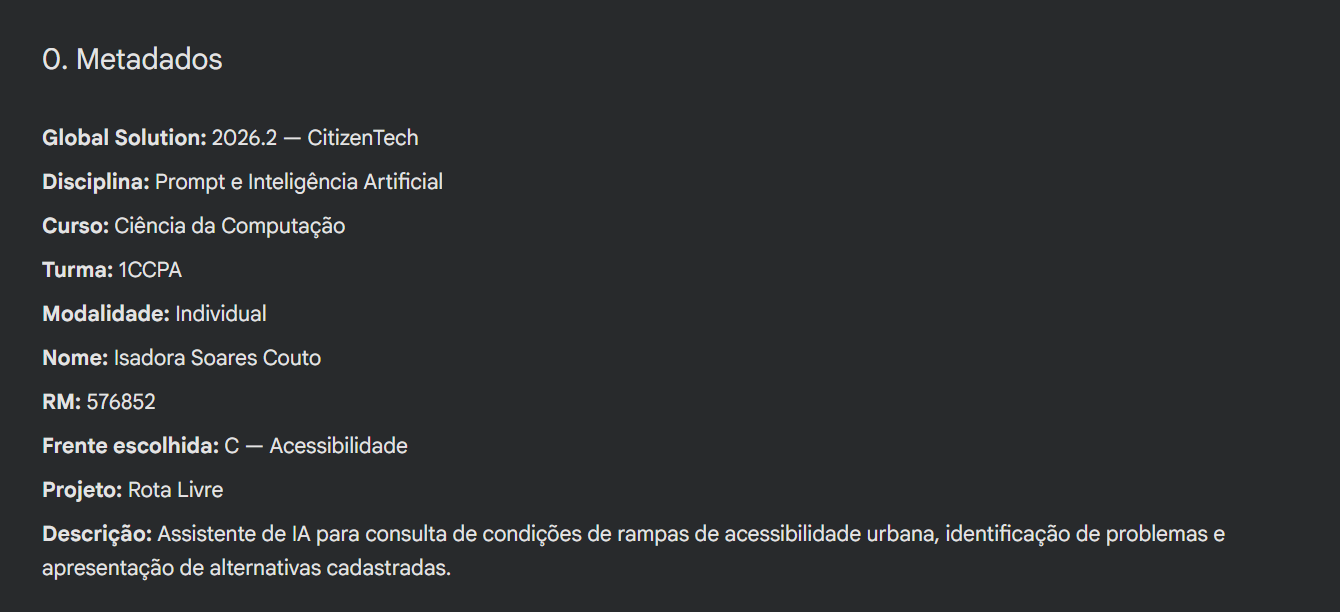 0. Metadados
Global Solution: 2026.2 — CitizenTech
Disciplina: Prompt e Inteligência Artificial
Curso: Ciência da Computação
Turma: 1CCPA
Modalidade: Individual
Nome: Isadora Soares Couto
RM: 576852
Frente escolhida: C — Acessibilidade
Projeto: Rota Livre
Descrição: Assistente de IA para consulta de condições de rampas de acessibilidade urbana, identificação de problemas e
apresentação de alternativas cadastradas.